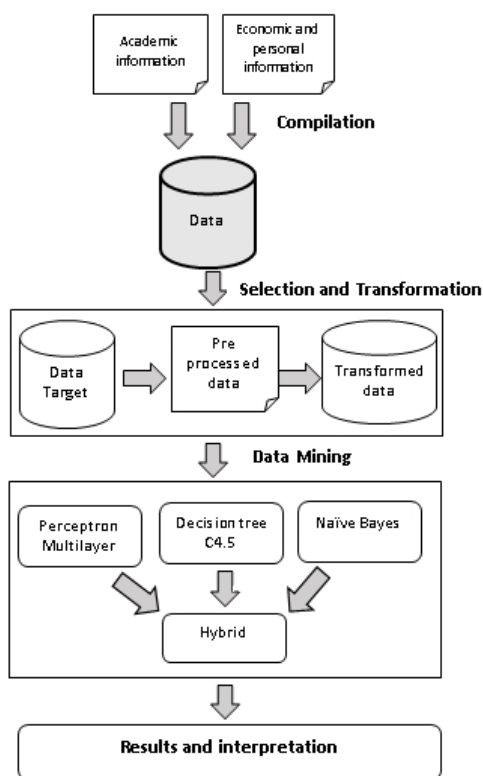 Academic
information
Economic and
personal
information
Compilation
Data
Selection and Transformation
Data
Target
Pre
processed
data
Transformed
data
Data Mining
Perceptron
Multilayer
Decision tree
C4.5
Naïve Bayes
Hybrid
Results and interpretation